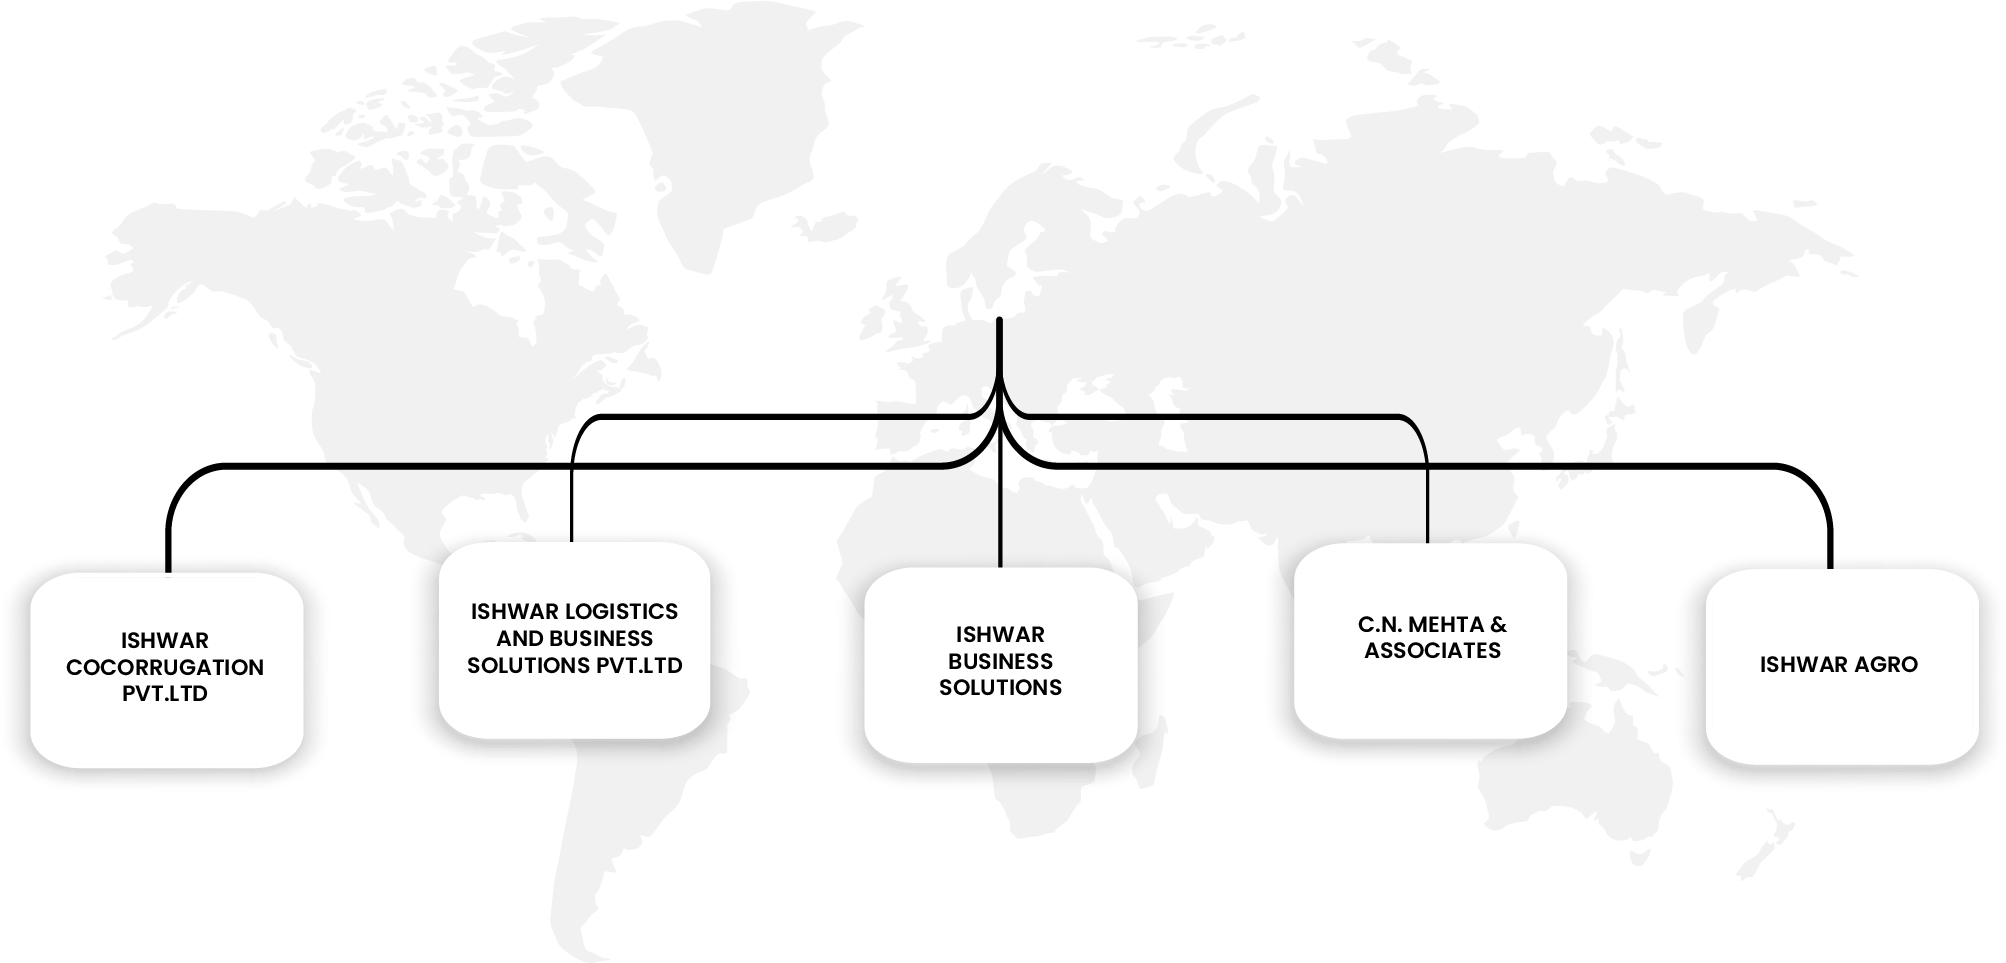 ISHWAR
COCORRUGATION
PVT.LTD
ISHWAR LOGISTICS
AND BUSINESS
SOLUTIONS PVT.LTD
ISHWAR
BUSINESS
SOLUTIONS
C.N. MEHTA &
ASSOCIATES
ISHWAR AGRO